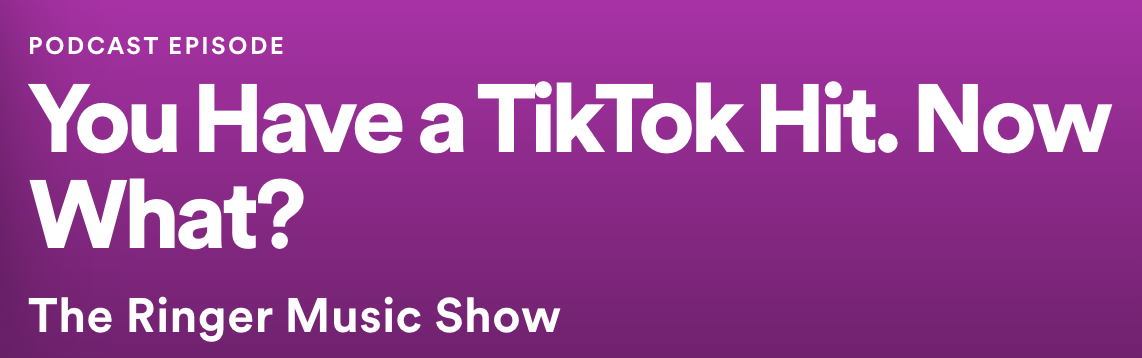 PODCAST EPISODE
You Have a TikTok Hit. Now
What?
The Ringer Music Show